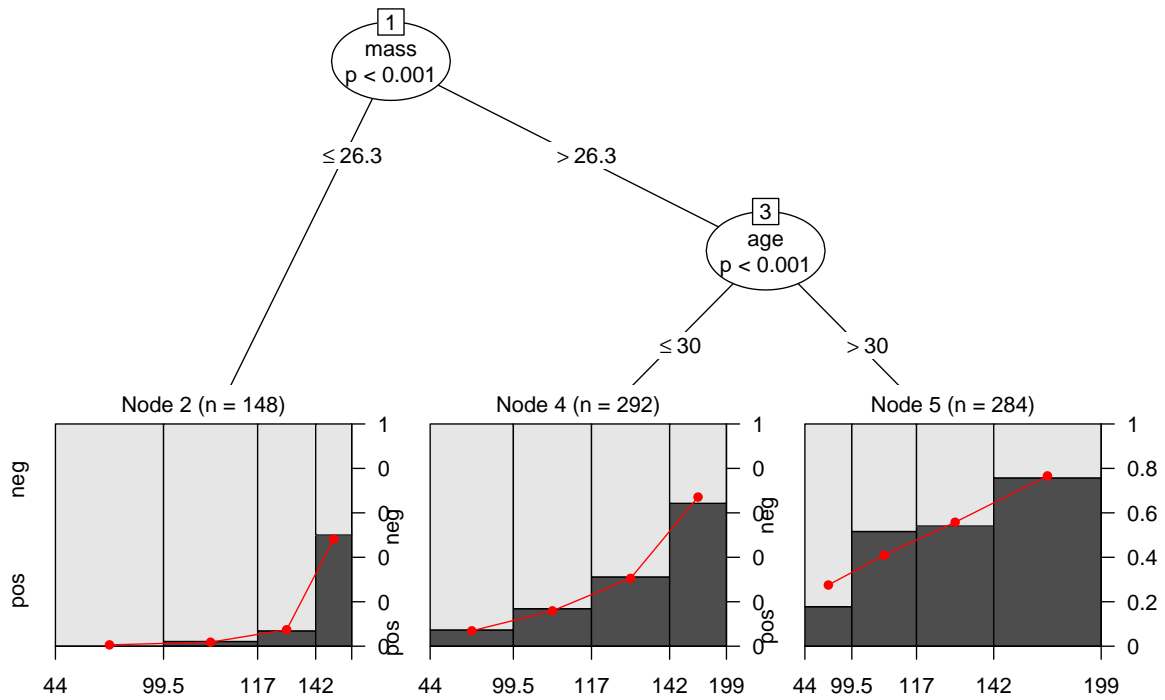 1
mass
p < 0.001
≤ 26.3
> 26.3
3
age
p < 0.001
≤ 30
> 30
Node 2 (n = 148)
neg
pos
1
0
0
0
0
0
44
99.5
117
142
Node 4 (n = 292)
neg
pos
1
0
0
0
0
0
44
99.5
117
142
199
Node 5 (n = 284)
neg
pos
1
0.8
0.6
0.4
0.2
0
44
99.5
117
142
199